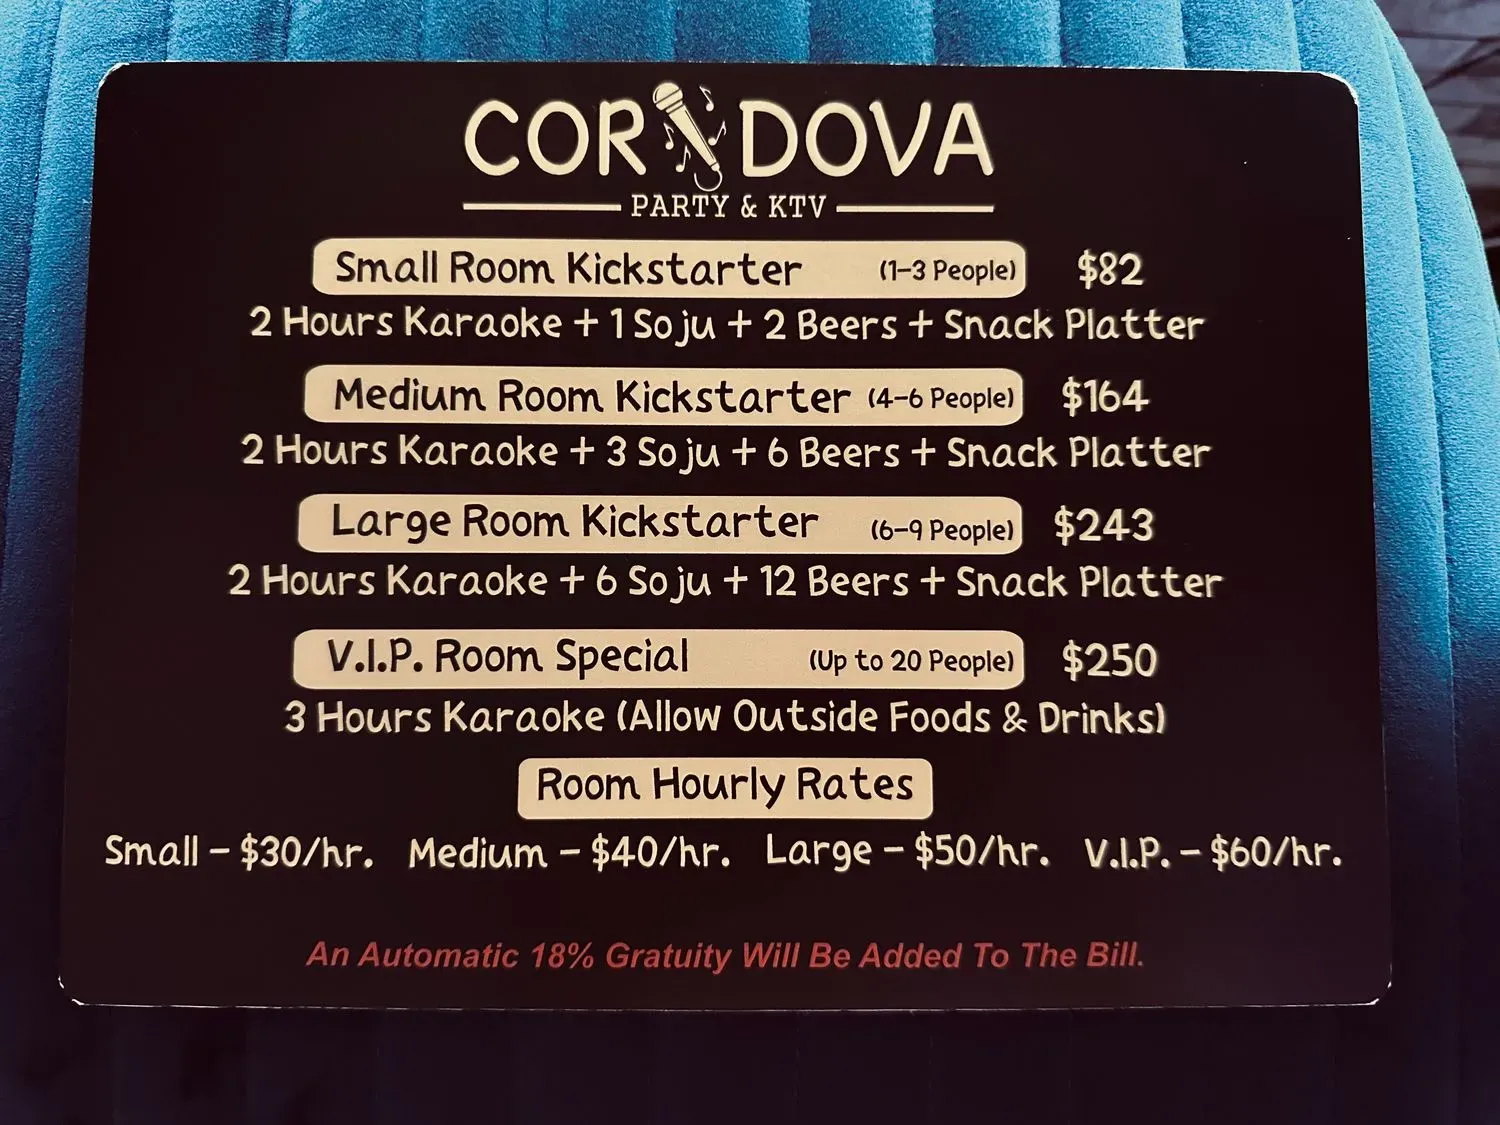 CORDOVA
PARTY & KTV
Small Room Kickstarter (1-3 People) $82
2 Hours Karaoke + 1 Soju + 2 Beers + Snack Platter
Medium Room Kickstarter (4-6 People) $164
2 Hours Karaoke + 3 Soju + 6 Beers + Snack Platter
Large Room Kickstarter (6-9 People) $243
2 Hours Karaoke + 6 Soju + 12 Beers + Snack Platter
V.I.P. Room Special (Up to 20 People) $250
3 Hours Karaoke (Allow Outside Foods & Drinks)
Room Hourly Rates
Small - $30/hr. Medium - $40/hr. Large - $50/hr. V.I.P. - $60/hr.
An Automatic 18% Gratuity Will Be Added To The Bill.